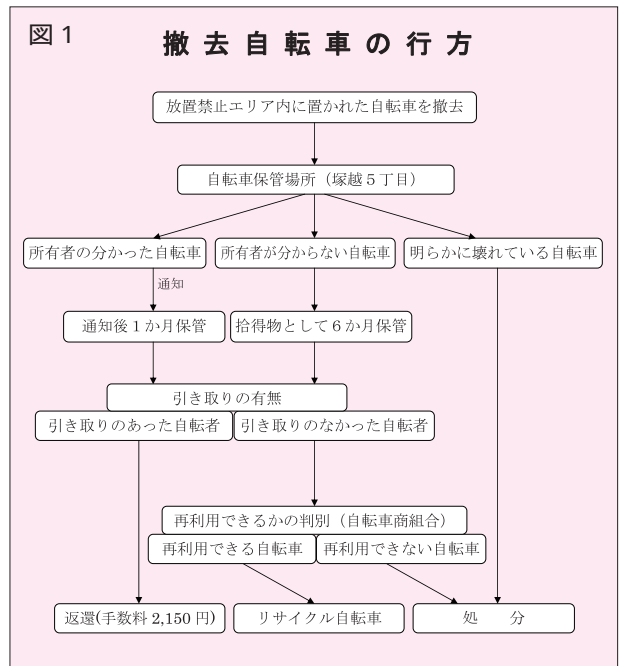 図1
撤去自転車の行方
放置禁止エリア内に置かれた自転車を撤去
自転車保管場所（塚越５丁目）
所有者の分かった自転車
所有者が分からない自転車
明らかに壊れている自転車
通知
通知後１か月保管
拾得物として６か月保管
引き取りの有無
引き取りのあった自転者
引き取りのなかった自転者
再利用できるかの判別（自転車商組合）
再利用できる自転車
再利用できない自転車
返還(手数料 2,150 円)
リサイクル自転車
処　分